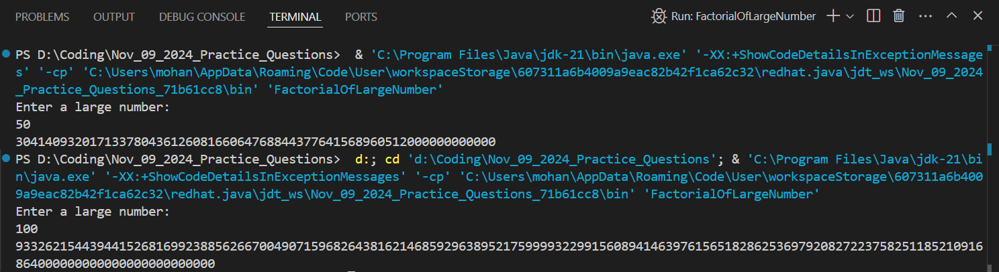 PROBLEMS OUTPUT DEBUG CONSOLE TERMINAL PORTS Run: FactorialOfLargeNumber
PS D:\Coding\Nov_09_2024_Practice_Questions>  & 'C:\Program Files\Java\jdk-21\bin\java.exe' '-XX:+ShowCodeDetailsInExceptionMessage
s' '-cp' 'C:\Users\mohan\AppData\Roaming\Code\User\workspaceStorage\607311a6b4009a9eac82b42f1ca62c32\redhat.java\jdt_ws\Nov_09_2024
_Practice_Questions_71b61cc8\bin' 'FactorialOfLargeNumber'
Enter a large number:
50
30414093201713378043612608166064768844377641568960512000000000000
PS D:\Coding\Nov_09_2024_Practice_Questions>  d:; cd 'd:\Coding\Nov_09_2024_Practice_Questions'; & 'C:\Program Files\Java\jdk-21\bi
n\java.exe' '-XX:+ShowCodeDetailsInExceptionMessages' '-cp' 'C:\Users\mohan\AppData\Roaming\Code\User\workspaceStorage\607311a6b400
9a9eac82b42f1ca62c32\redhat.java\jdt_ws\Nov_09_2024_Practice_Questions_71b61cc8\bin' 'FactorialOfLargeNumber'
Enter a large number:
100
93326215443944152681699238856266700490715968264381621468592963895217599993229915608941463976156518286253697920827223758251185210916
864000000000000000000000000